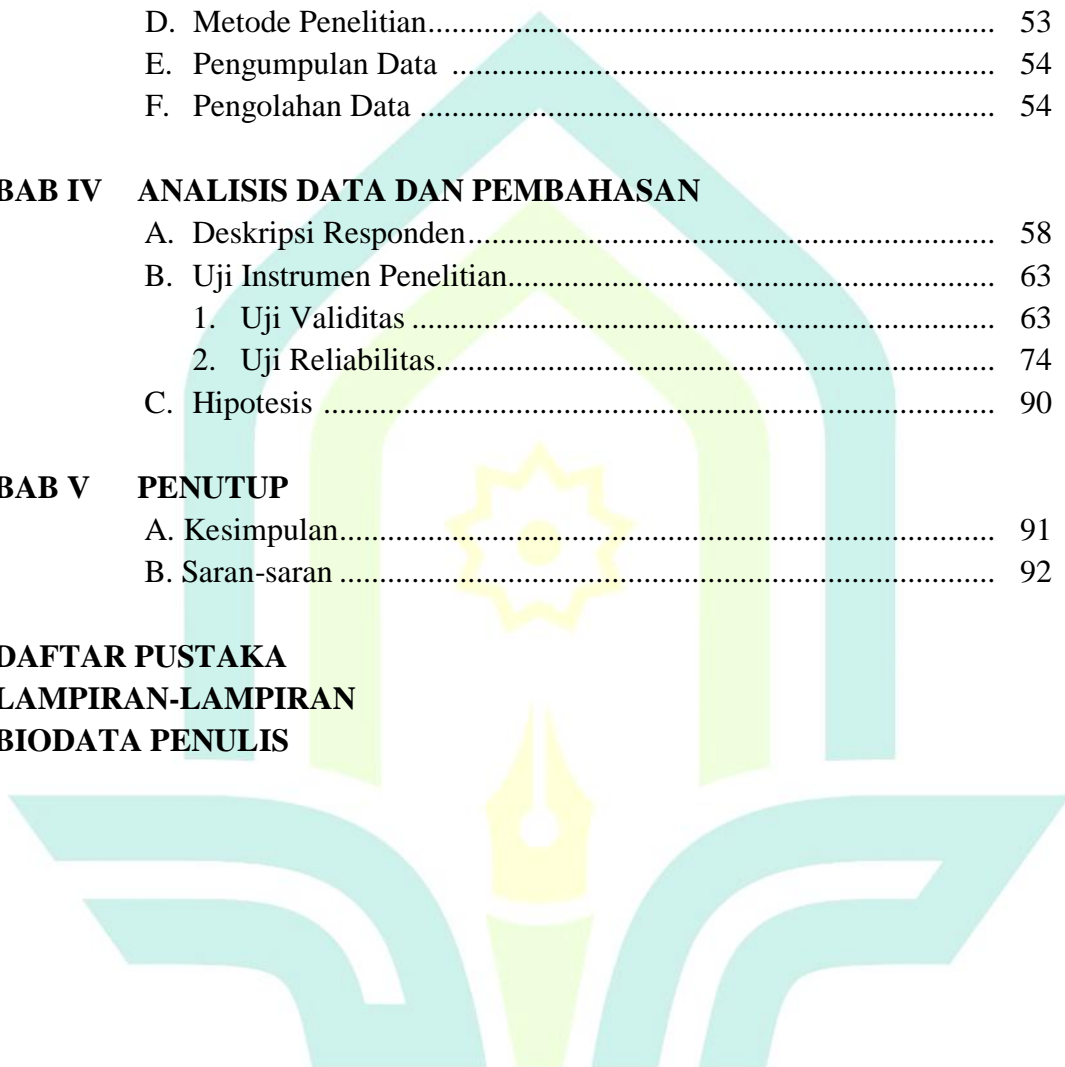 D. Metode Penelitian.................................................................................. 53
E. Pengumpulan Data .............................................................................. 54
F. Pengolahan Data .................................................................................. 54
BAB IV ANALISIS DATA DAN PEMBAHASAN
A. Deskripsi Responden............................................................................ 58
B. Uji Instrumen Penelitian....................................................................... 63
1. Uji Validitas .................................................................................... 63
2. Uji Reliabilitas................................................................................. 74
C. Hipotesis ................................................................................................ 90
BAB V PENUTUP
A. Kesimpulan.............................................................................................. 91
B. Saran-saran .............................................................................................. 92
DAFTAR PUSTAKA
LAMPIRAN-LAMPIRAN
BIODATA PENULIS